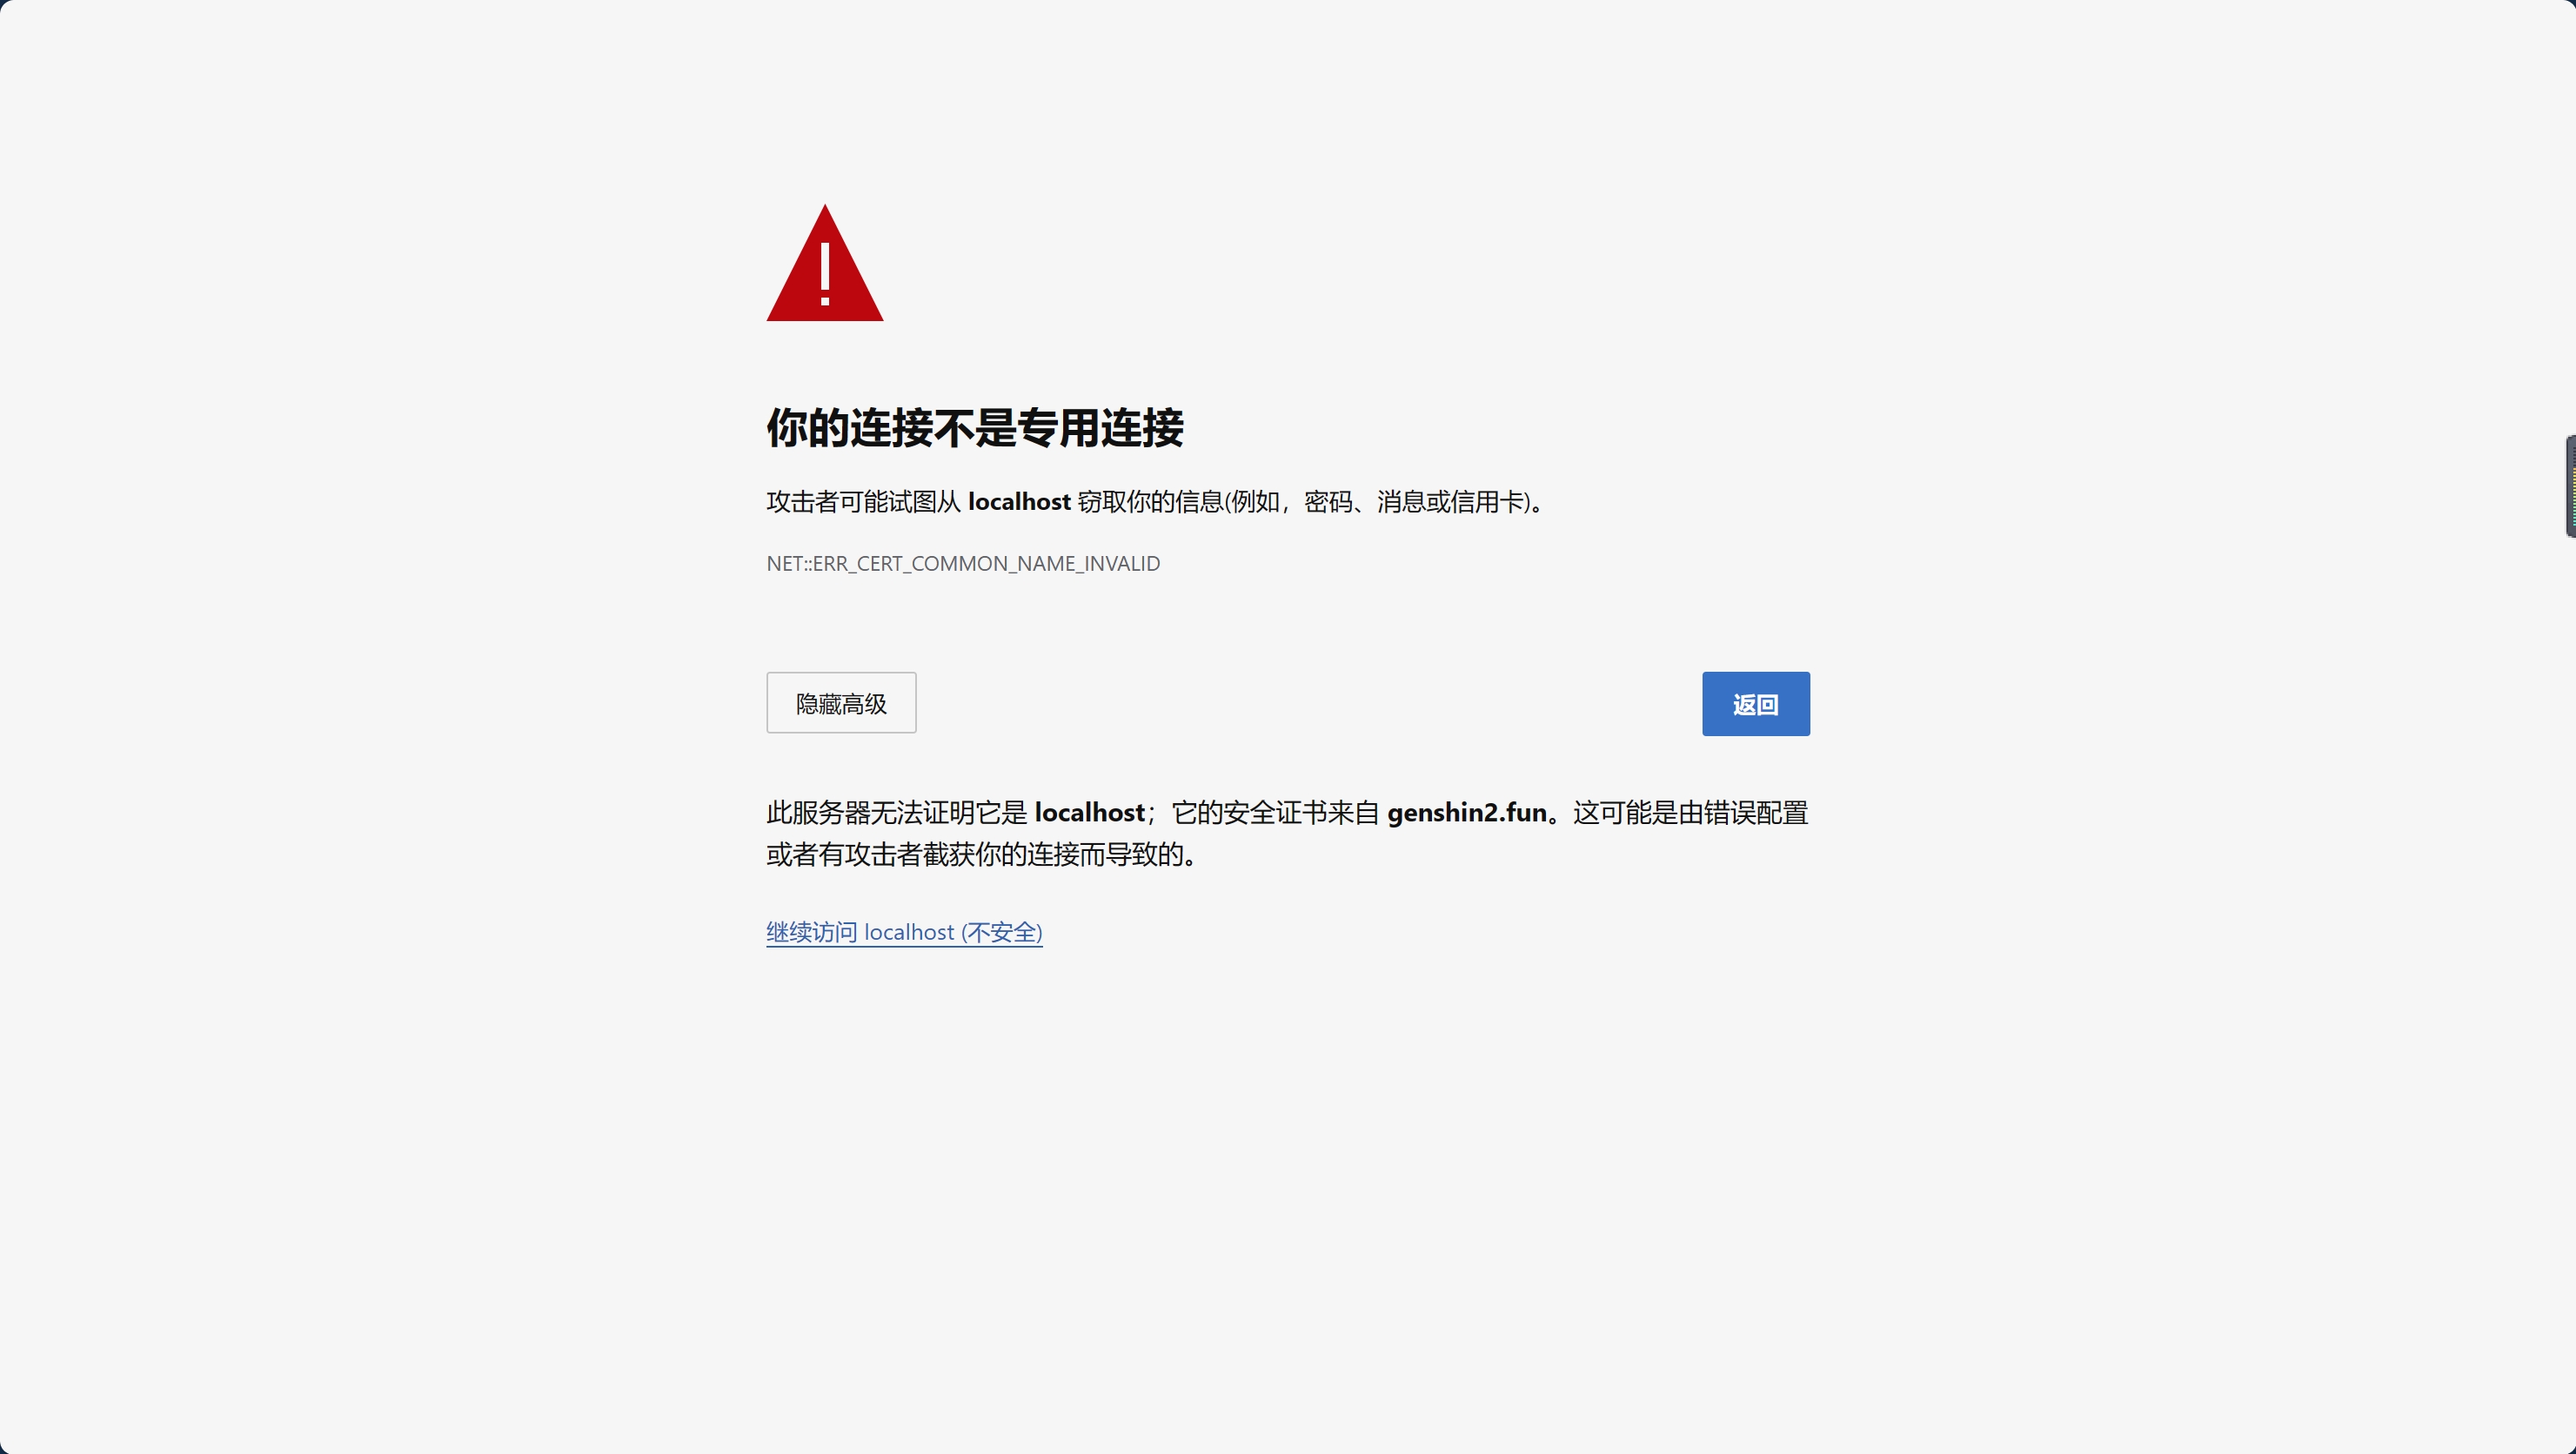 你的连接不是专用连接
攻击者可能试图从 localhost 窃取你的信息(例如，密码、消息或信用卡)。
NET::ERR_CERT_COMMON_NAME_INVALID
隐藏高级
返回
此服务器无法证明它是 localhost；它的安全证书来自 genshin2.fun。这可能是由错误配置
或者有攻击者截获你的连接而导致的。
继续访问 localhost (不安全)